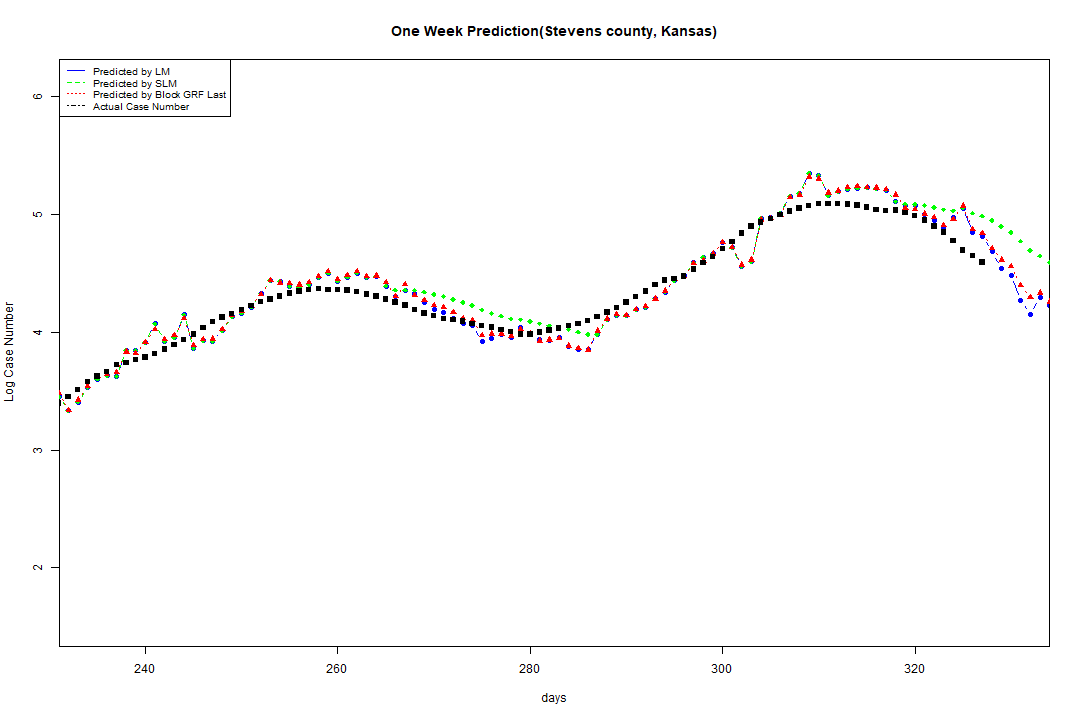 One Week Prediction(Stevens county, Kansas)
Predicted by LM
Predicted by SLM
Predicted by Block GRF Last
Actual Case Number
6
5
4
3
2
Log Case Number
240 260 280 300 320
days